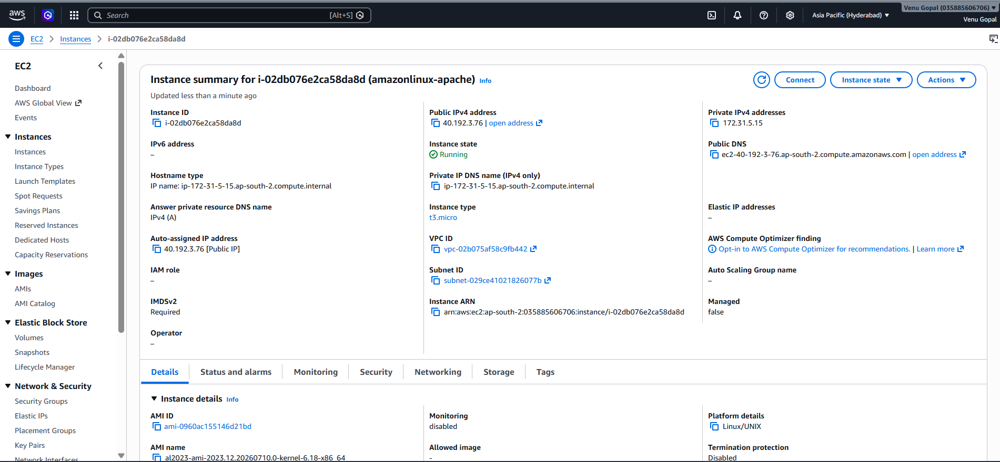 aws
Search [Alt+S]
Asia Pacific (Hyderabad)
Venu Gopal (035885606706)
Venu Gopal
EC2
Instances
i-02db076e2ca58da8d
EC2
Dashboard
AWS Global View
Events
Instances
Instances
Instance Types
Launch Templates
Spot Requests
Savings Plans
Reserved Instances
Dedicated Hosts
Capacity Reservations
Images
AMIs
AMI Catalog
Elastic Block Store
Volumes
Snapshots
Lifecycle Manager
Network & Security
Security Groups
Elastic IPs
Placement Groups
Key Pairs
Network Interfaces
Instance summary for i-02db076e2ca58da8d (amazonlinux-apache) Info
Updated less than a minute ago
Connect
Instance state
Actions
Instance ID
i-02db076e2ca58da8d
Public IPv4 address
40.192.3.76 | open address
Private IPv4 addresses
172.31.5.15
IPv6 address
–
Instance state
Running
Public DNS
ec2-40-192-3-76.ap-south-2.compute.amazonaws.com | open address
Hostname type
IP name: ip-172-31-5-15.ap-south-2.compute.internal
Private IP DNS name (IPv4 only)
ip-172-31-5-15.ap-south-2.compute.internal
Answer private resource DNS name
IPv4 (A)
Instance type
t3.micro
Elastic IP addresses
–
Auto-assigned IP address
40.192.3.76 [Public IP]
VPC ID
vpc-02b075af58c9fb442
AWS Compute Optimizer finding
Opt-in to AWS Compute Optimizer for recommendations. | Learn more
IAM role
–
Subnet ID
subnet-029ce41021826077b
Auto Scaling Group name
–
IMDSv2
Required
Instance ARN
arn:aws:ec2:ap-south-2:035885606706:instance/i-02db076e2ca58da8d
Managed
false
Operator
–
Details
Status and alarms
Monitoring
Security
Networking
Storage
Tags
Instance details Info
AMI ID
ami-0960ac155146d21bd
Monitoring
disabled
Platform details
Linux/UNIX
AMI name
al2023-ami-2023.12.20260710.0-kernel-6.18-x86_64
Allowed image
-
Termination protection
Disabled